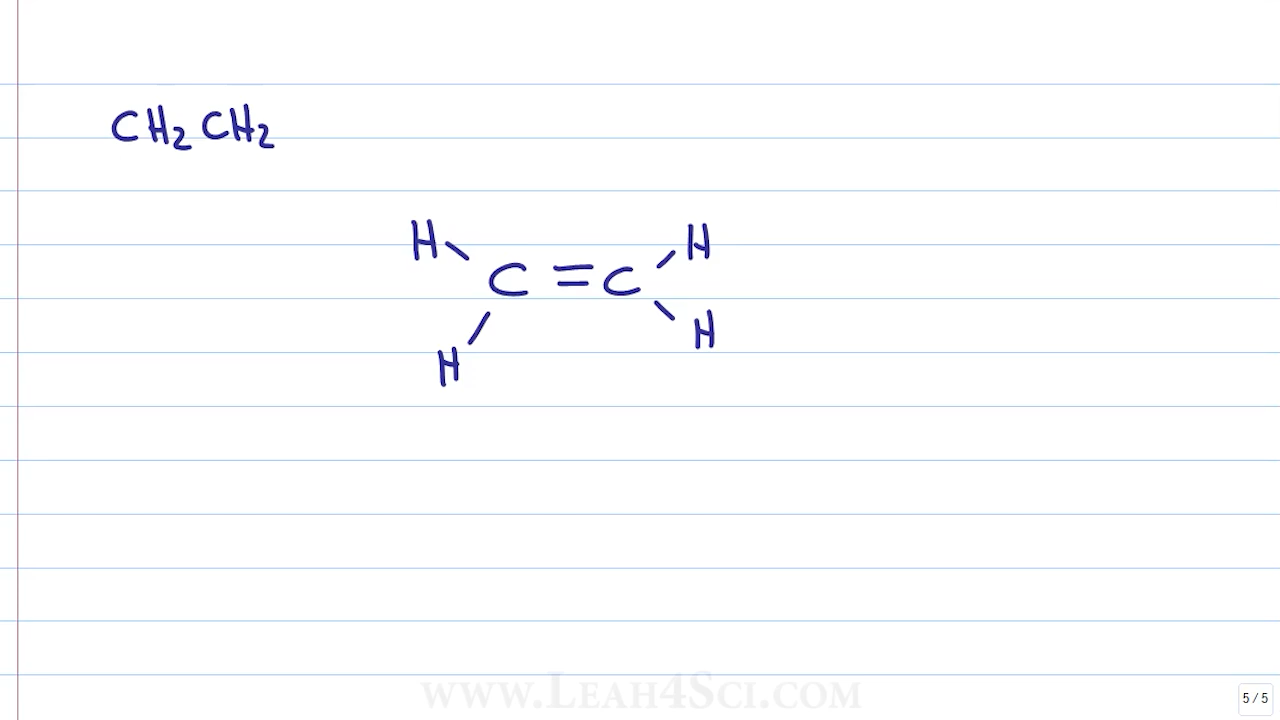 CH2CH2
H H
C = C
H
H
www.Leah4Sci.com
5 / 5